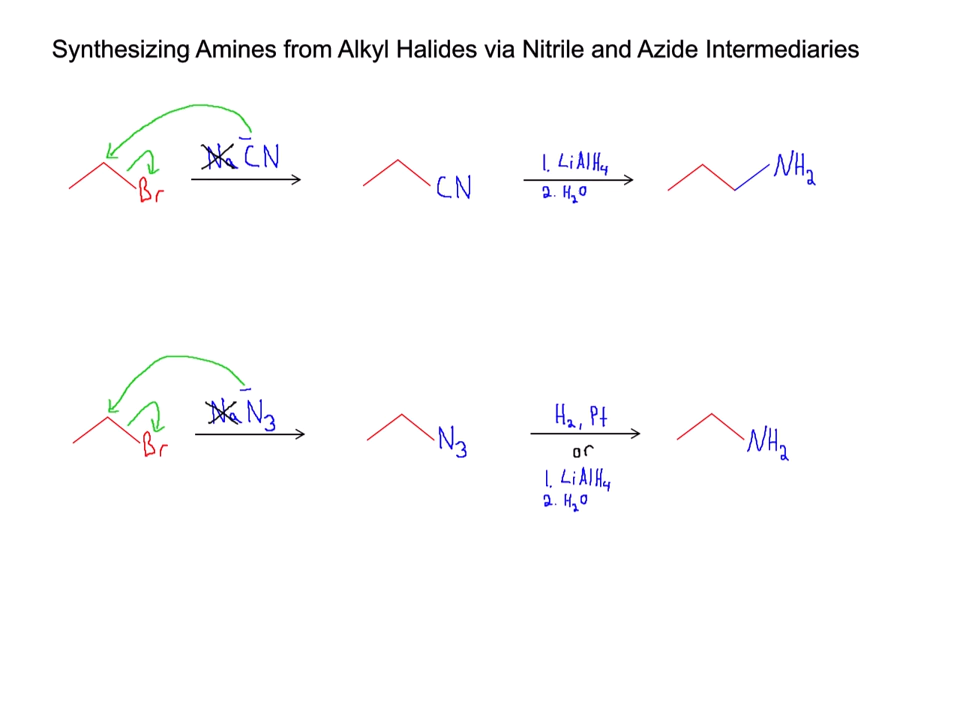 Synthesizing Amines from Alkyl Halides via Nitrile and Azide Intermediaries
Br
Na ⁻CN
CN
1. LiAlH₄
2. H₂O
NH₂
Br
Na ⁻N₃
N₃
H₂, Pt
or
1. LiAlH₄
2. H₂O
NH₂